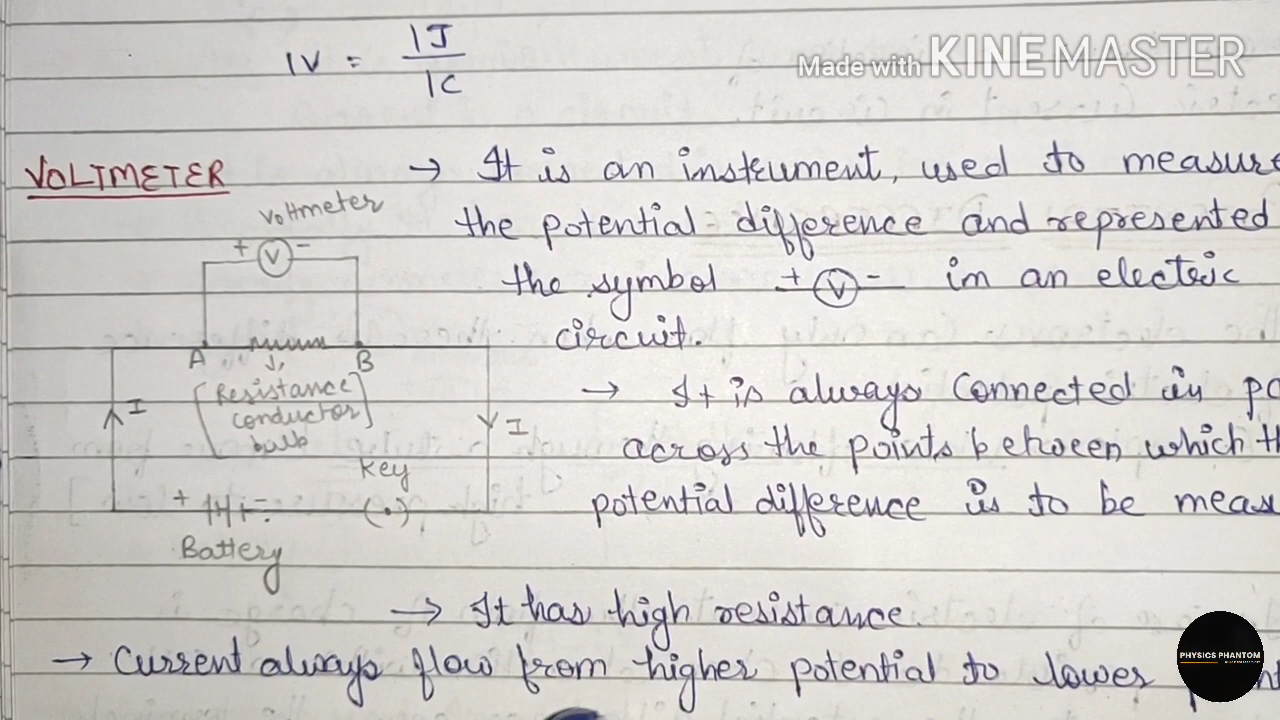 1V = 1J
1C
Made with KINEMASTER
VOLTMETER → It is an instrument, used to measure
the potential difference and represented
the symbol + V - in an electric
circuit.
Voltmeter
+ V -
A B
[Resistance
conductor
bulb]
I I
Key
+ - (•)
Battery
→ It is always Connected in
across the points between which
potential difference is to be
→ It has high resistance.
→ Current always flow from higher potential to lower
PHYSICS PHANTOM